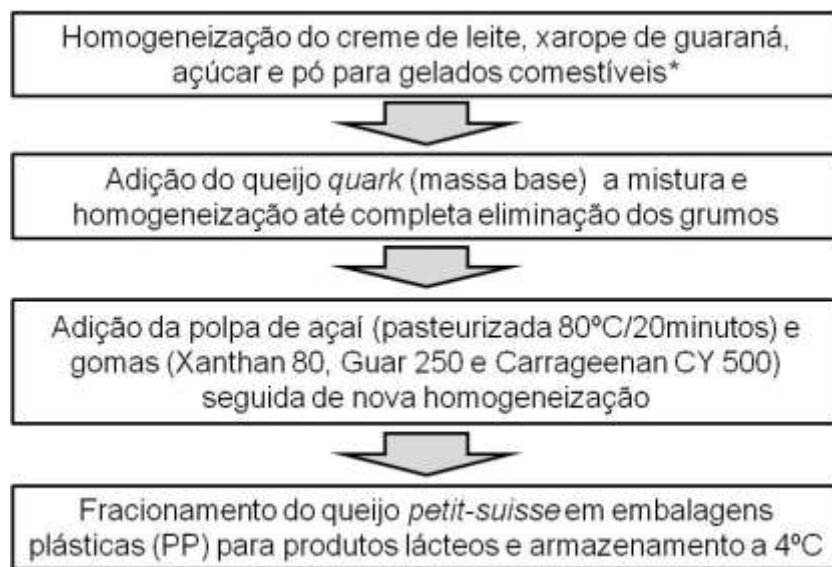 Homogeneização do creme de leite, xarope de guaraná,
açúcar e pó para gelados comestíveis*
Adição do queijo quark (massa base) a mistura e
homogeneização até completa eliminação dos grumos
Adição da polpa de açaí (pasteurizada 80ºC/20minutos) e
gomas (Xanthan 80, Guar 250 e Carrageenan CY 500)
seguida de nova homogeneização
Fracionamento do queijo petit-suisse em embalagens
plásticas (PP) para produtos lácteos e armazenamento a 4ºC